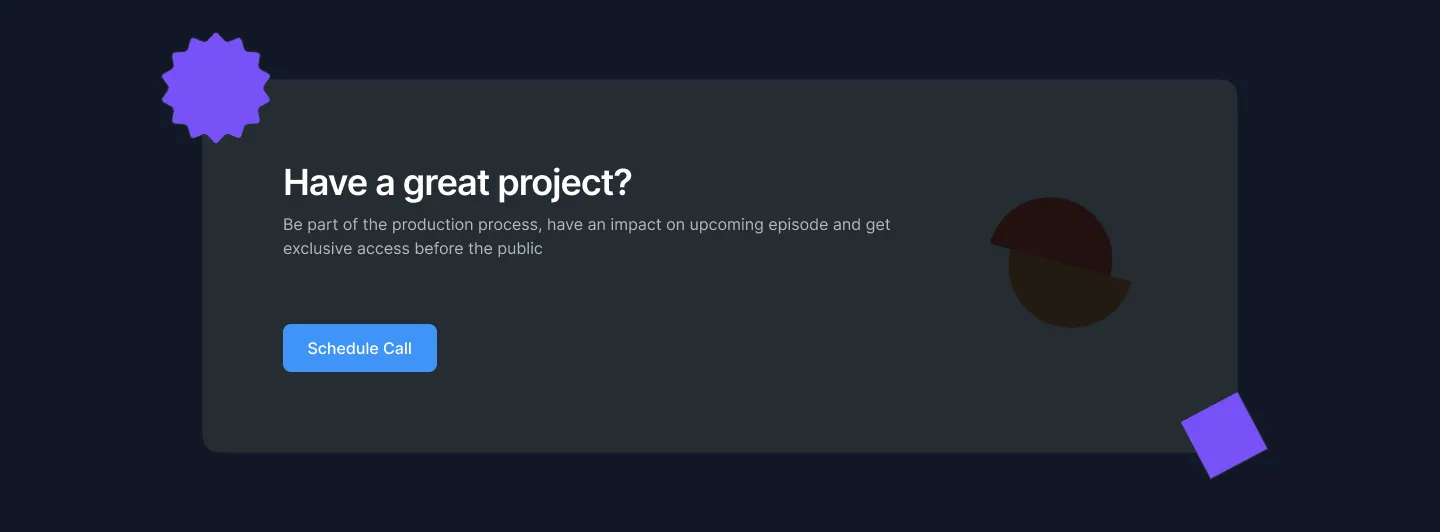 Have a great project?
Be part of the production process, have an impact on upcoming episode and get
exclusive access before the public
Schedule Call